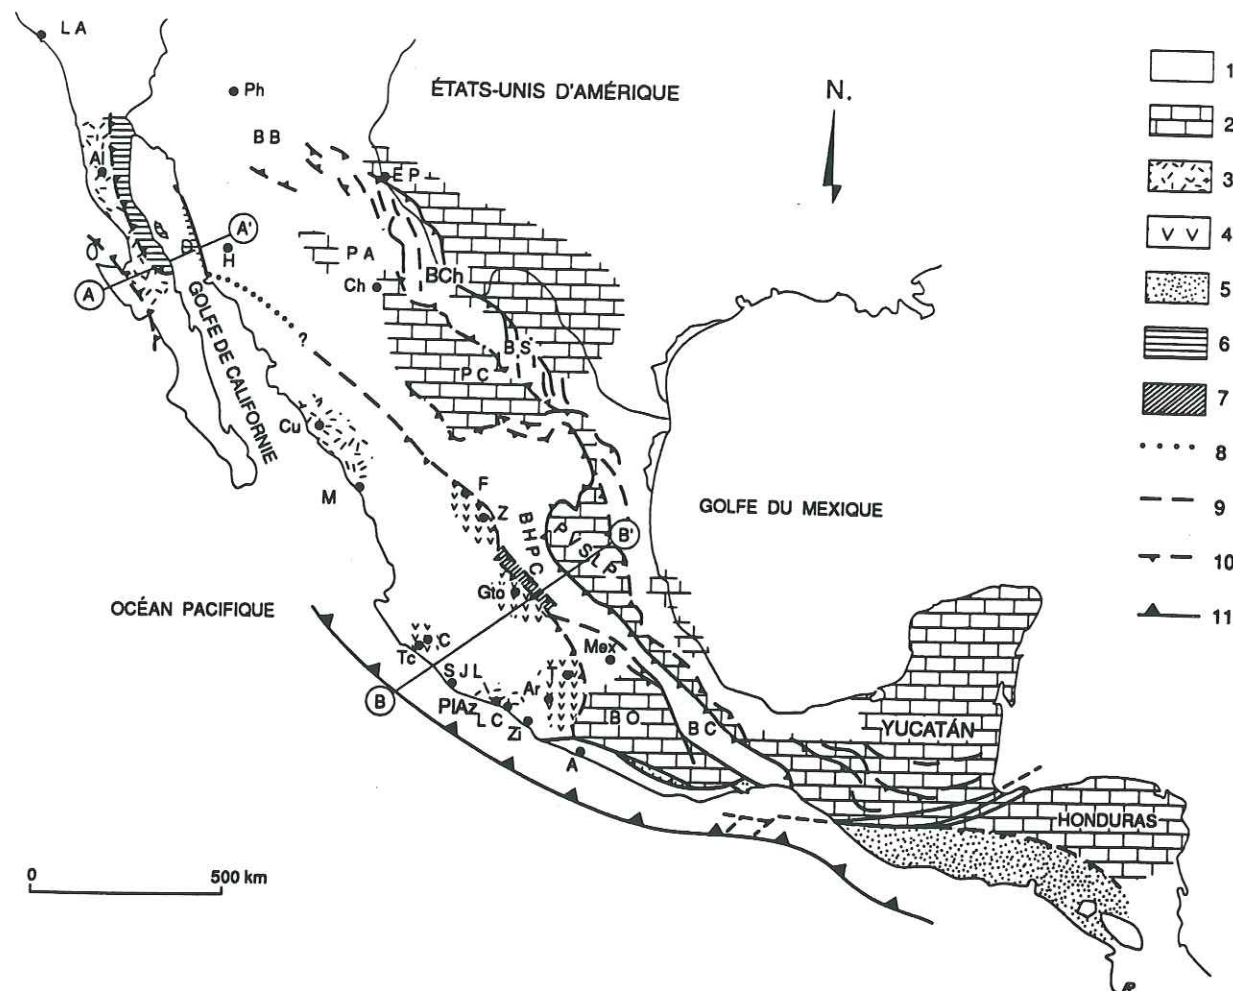 L A
Ph
ÉTATS-UNIS D'AMÉRIQUE
N.
B B
Al
E P
A'
H
P A
A
Ch
BCh
GOLFE DE CALIFORNIE
?
B S
P C
Cu
M
F
Z
GOLFE DU MEXIQUE
B H P C
P V S L P
B'
Gto
OCÉAN PACIFIQUE
C
Tc
Mex
S J L
T
Ar
B
PlAz
L C
Zi
B O
B C
YUCATÁN
A
HONDURAS
0 500 km
1
2
3
4
5
6
7
8
9
10
11